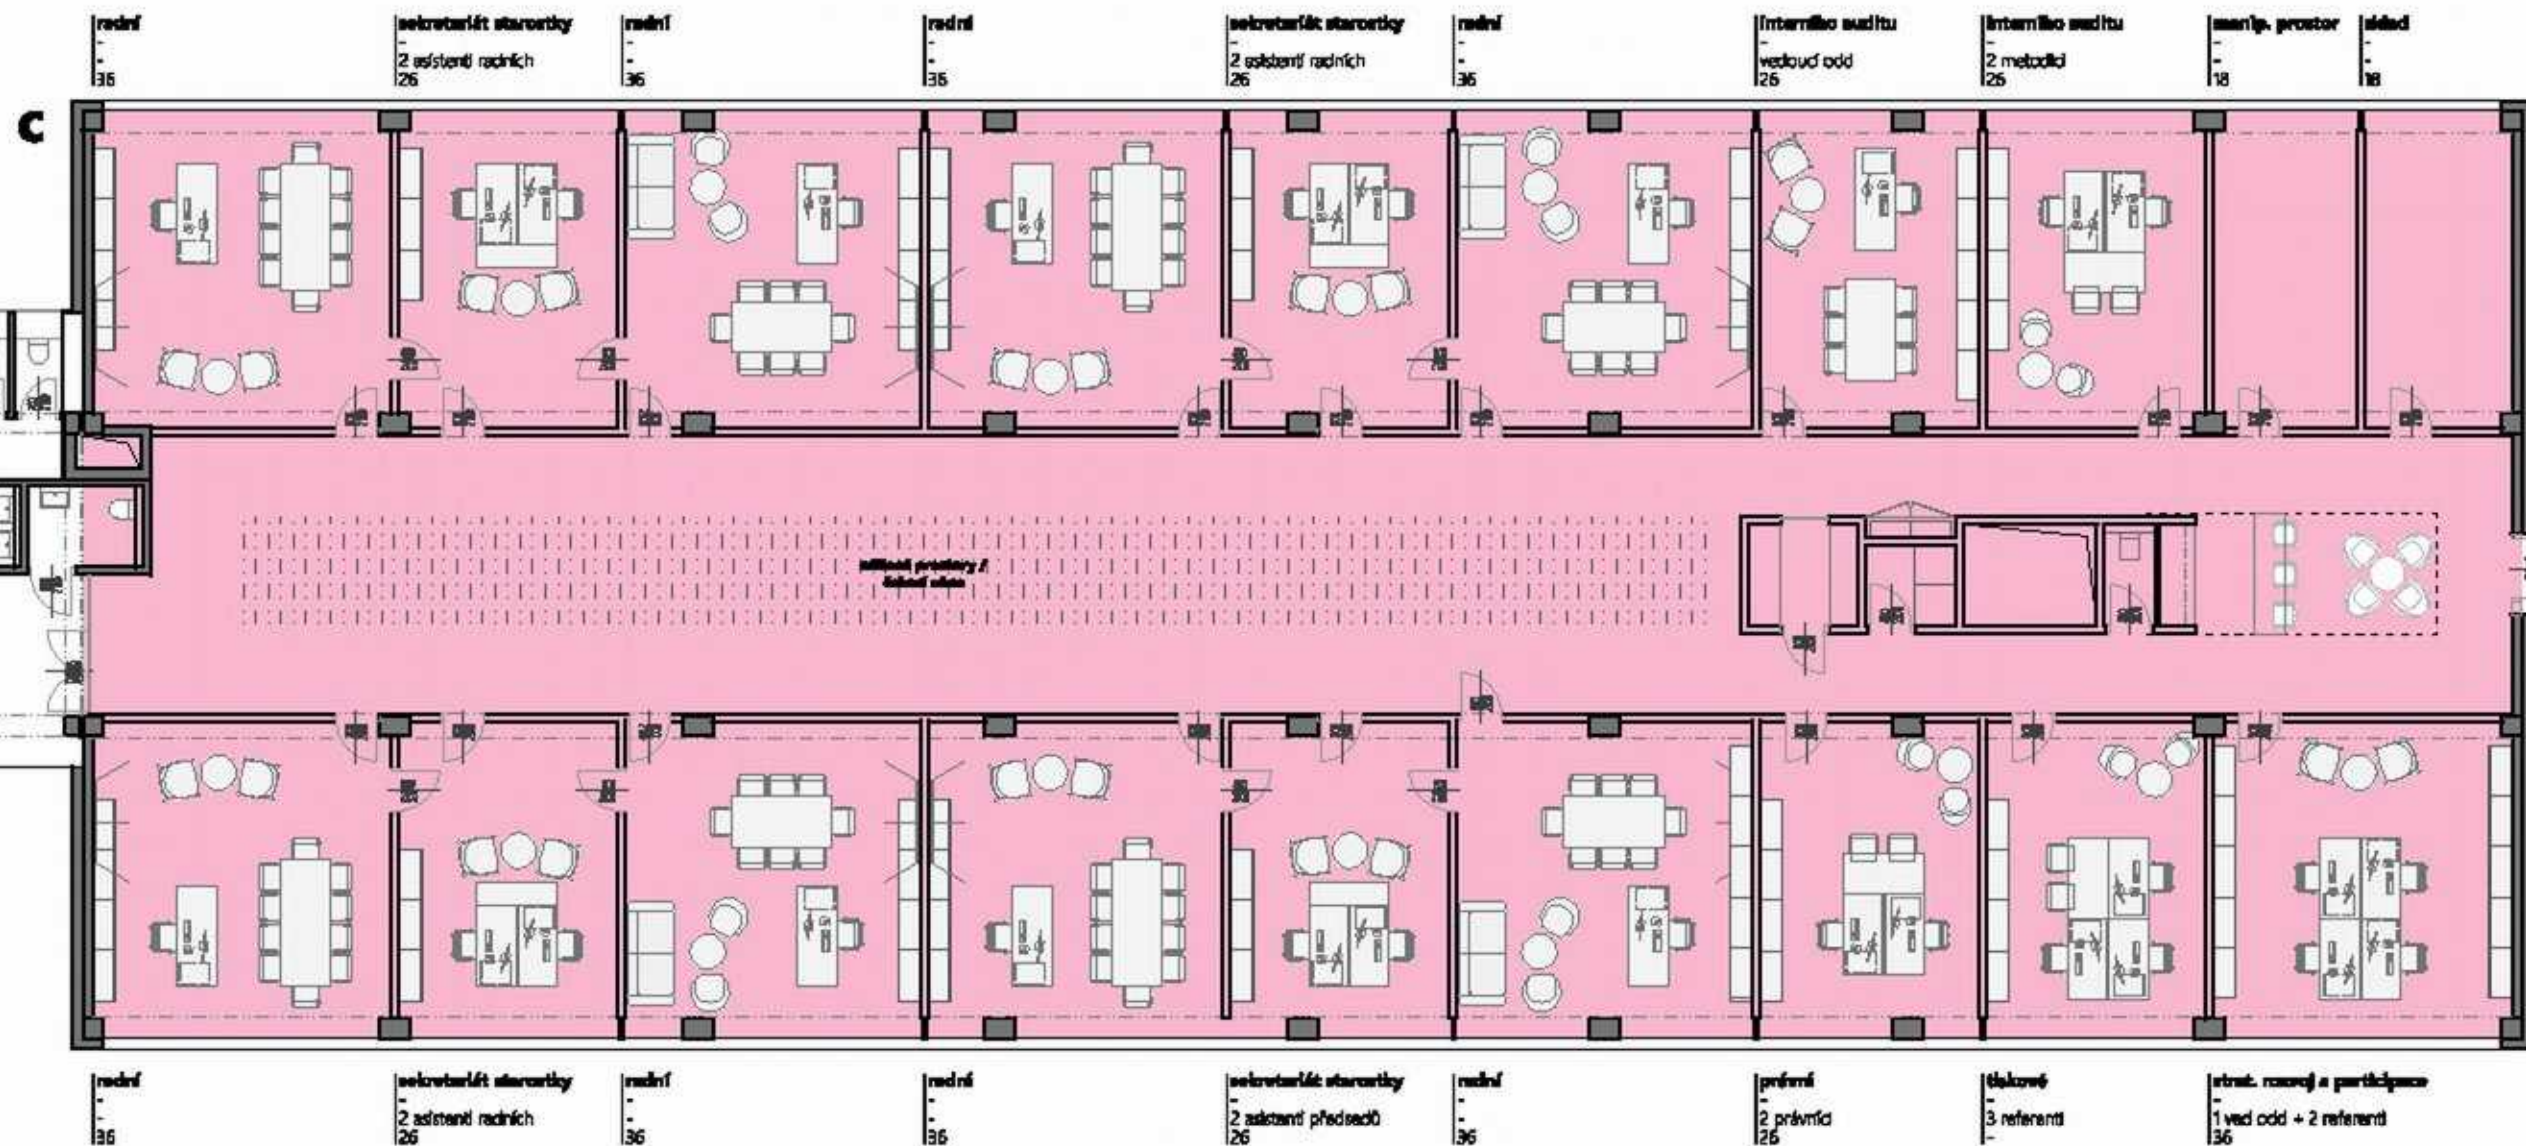 radní
-
-
36
sekretariát starostky
-
2 asistenti radních
26
radní
-
-
36
radní
-
-
36
sekretariát starostky
-
2 asistenti radních
26
radní
-
-
36
interního auditu
-
vedoucí odd
26
interního auditu
-
2 metodici
26
manip. prostor
-
-
18
sklad
-
-
18
C
radní
-
-
36
sekretariát starostky
-
2 asistenti radních
26
radní
-
-
36
radní
-
-
36
sekretariát starostky
-
2 asistenti předsedů
26
radní
-
-
36
právní
-
2 právníci
26
tiskové
-
3 referenti
-
strat. rozvoj a participace
-
1 ved odd + 2 referenti
36